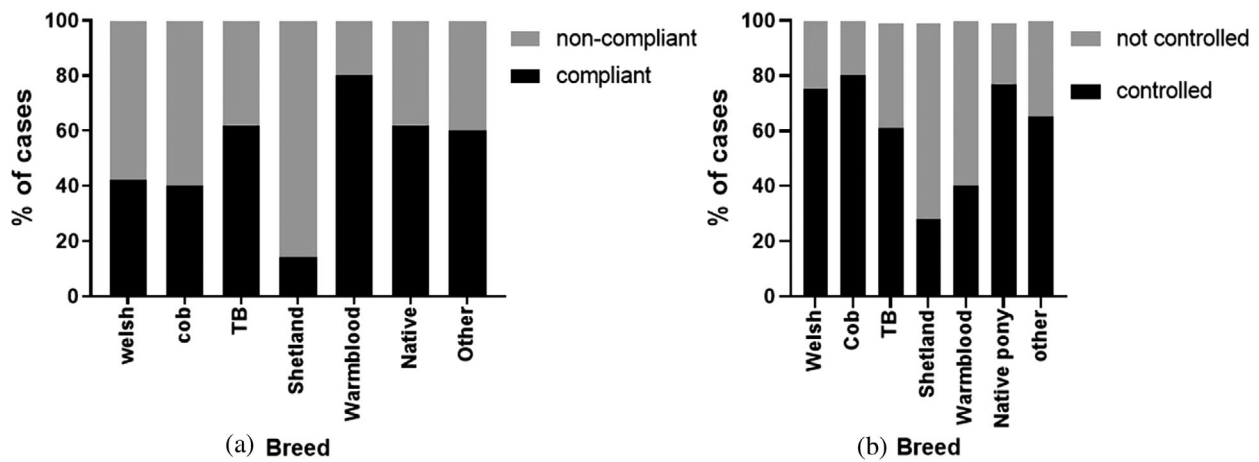 100
80
60
40
20
0
% of cases
non-compliant
compliant
welsh
cob
TB
Shetland
Warmblood
Native
Other
(a) Breed
100
80
60
40
20
0
% of cases
not controlled
controlled
Welsh
Cob
TB
Shetland
Warmblood
Native pony
other
(b) Breed